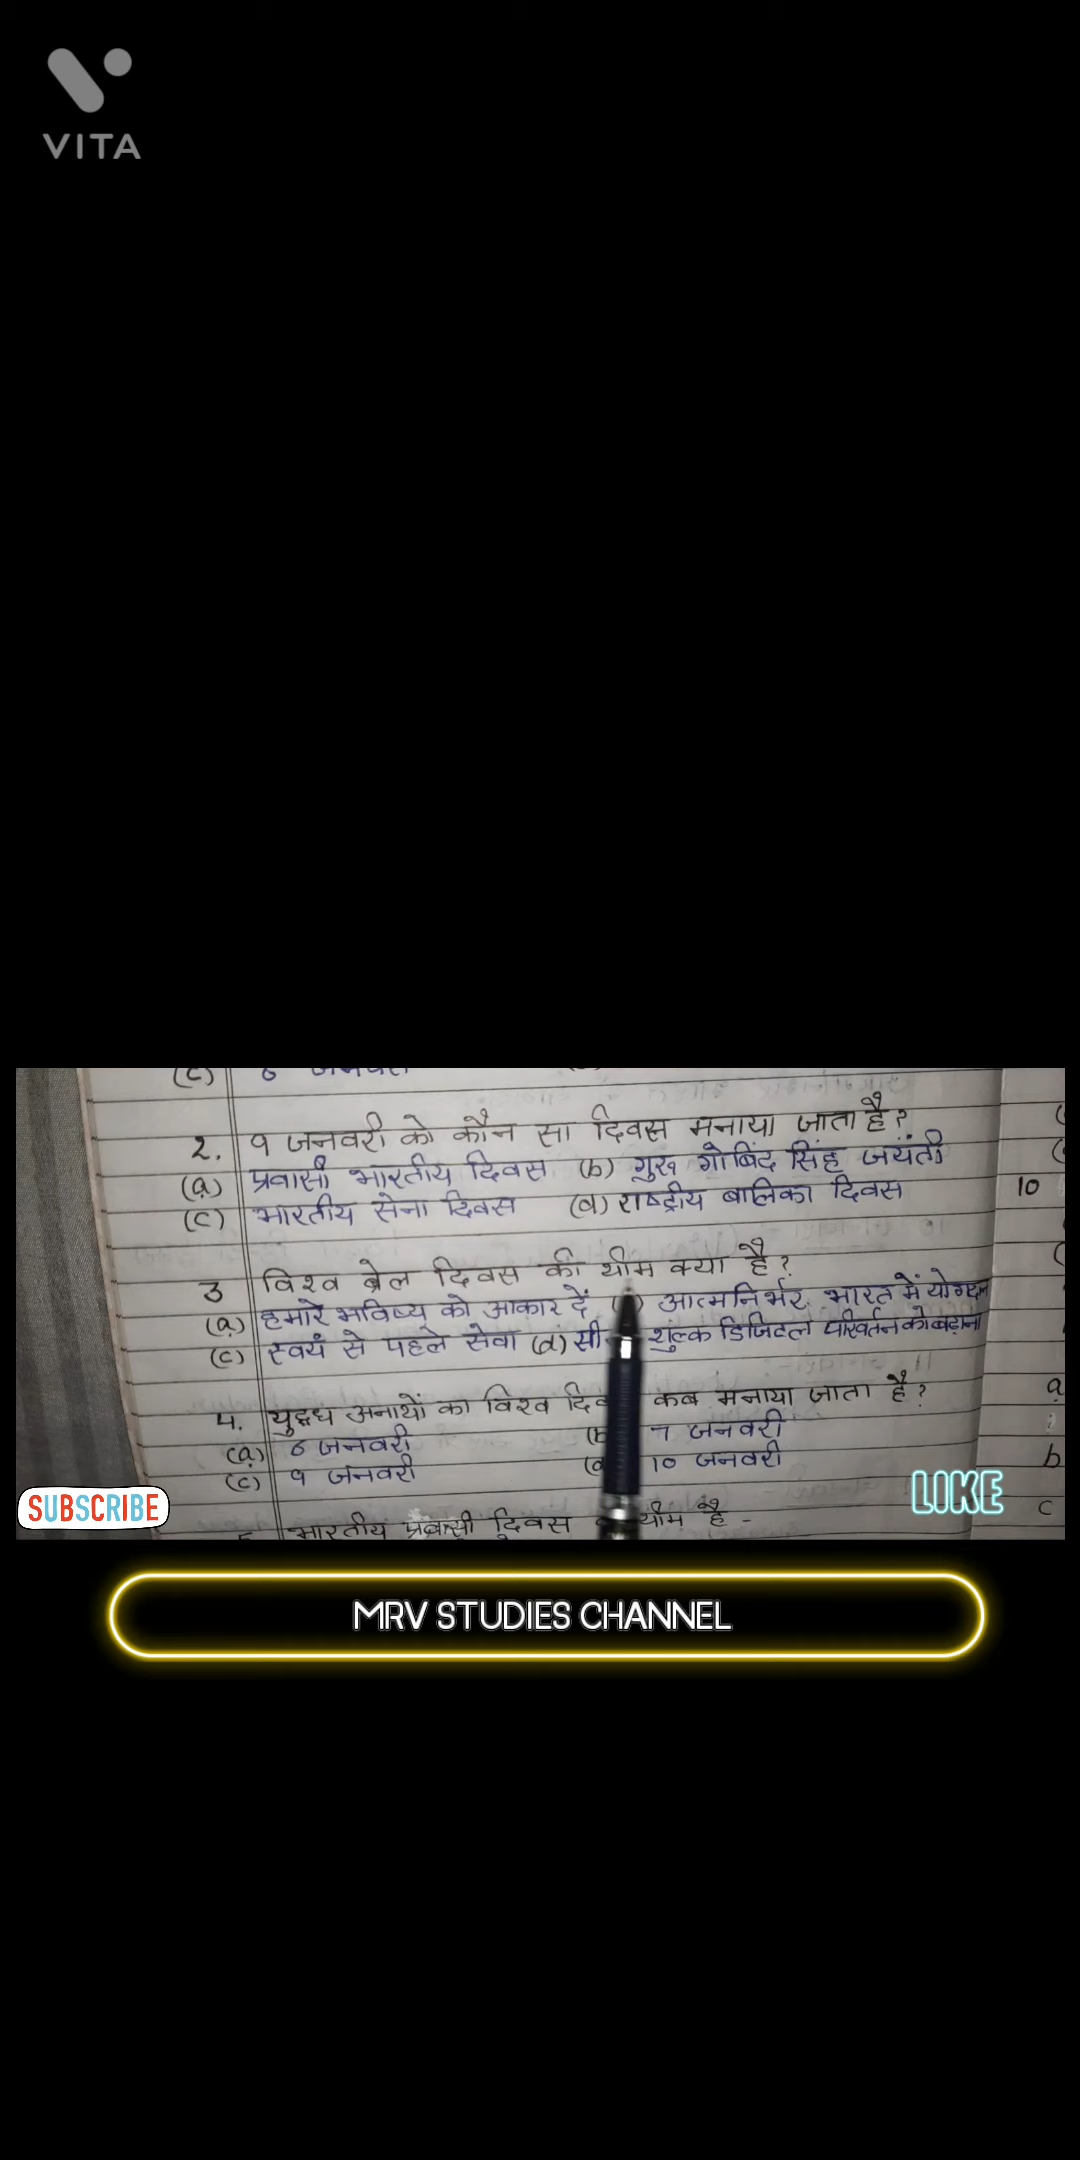 VITA
(c)
2. 9 जनवरी को कौन सा दिवस मनाया जाता है?
(a) प्रवासी भारतीय दिवस (b) गुरु गोबिंद सिंह जयंती
(c) भारतीय सेना दिवस (d) राष्ट्रीय बालिका दिवस
10
3 विश्व ब्रेल दिवस की थीम क्या है?
(a) हमारे भविष्य को आकार दें आत्मनिर्भर भारत में योगदान
(c) स्वयं से पहले सेवा (d) शुल्क डिजिटल परिवर्तन को बढ़ाना
4. युद्ध अनाथों का विश्व कब मनाया जाता है?
a
(a) 6 जनवरी 7 जनवरी
(c) 9 जनवरी 10 जनवरी
b
SUBSCRIBE
LIKE
c
भारतीय प्रवासी दिवस थीम है -
MRV STUDIES CHANNEL